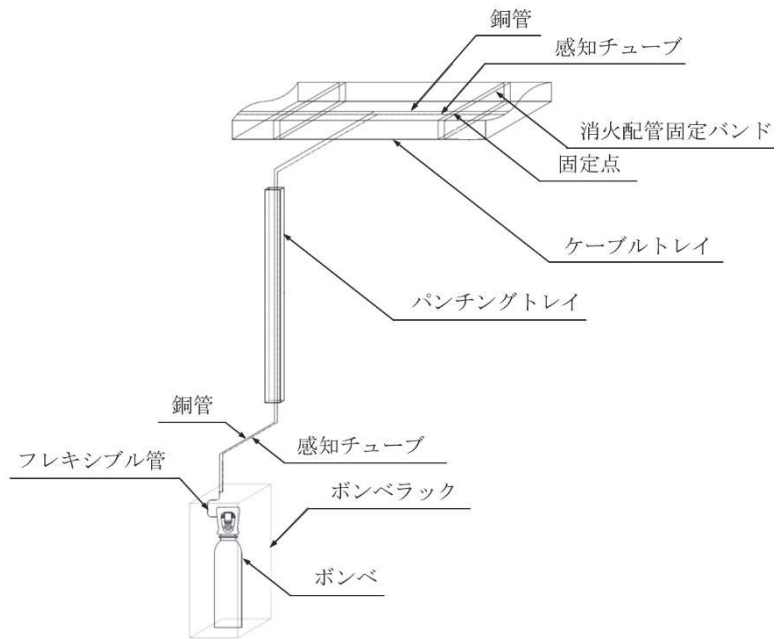 銅管
感知チューブ
消火配管固定バンド
固定点
ケーブルトレイ
パンチングトレイ
銅管
感知チューブ
フレキシブル管
ボンベラック
ボンベ